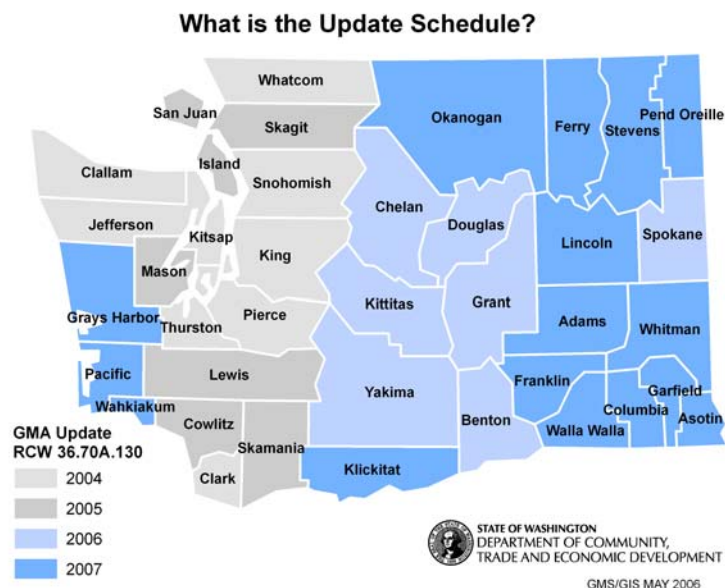 What is the Update Schedule?
Whatcom
San Juan
Skagit
Okanogan
Ferry
Stevens
Pend Oreille
Island
Clallam
Snohomish
Chelan
Douglas
Jefferson
Kitsap
King
Lincoln
Spokane
Mason
Kittitas
Grant
Grays Harbor
Thurston
Pierce
Adams
Whitman
Pacific
Lewis
Yakima
Franklin
Garfield
Wahkiakum
Cowlitz
Benton
Walla Walla
Columbia
Asotin
Skamania
Klickitat
Clark
GMA Update
RCW 36.70A.130
2004
2005
2006
2007
STATE OF WASHINGTON
DEPARTMENT OF COMMUNITY,
TRADE AND ECONOMIC DEVELOPMENT
GMS/GIS MAY 2006